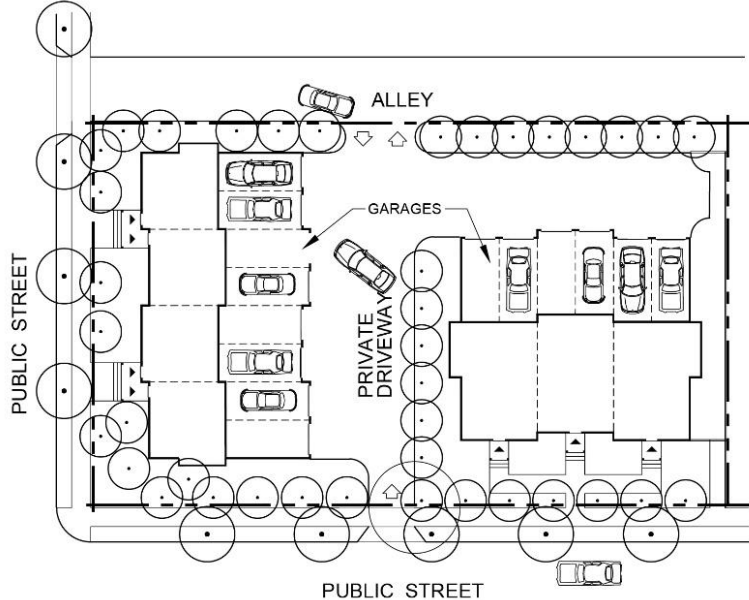 ALLEY
GARAGES
PUBLIC STREET
PRIVATE
DRIVEWAY
PUBLIC STREET